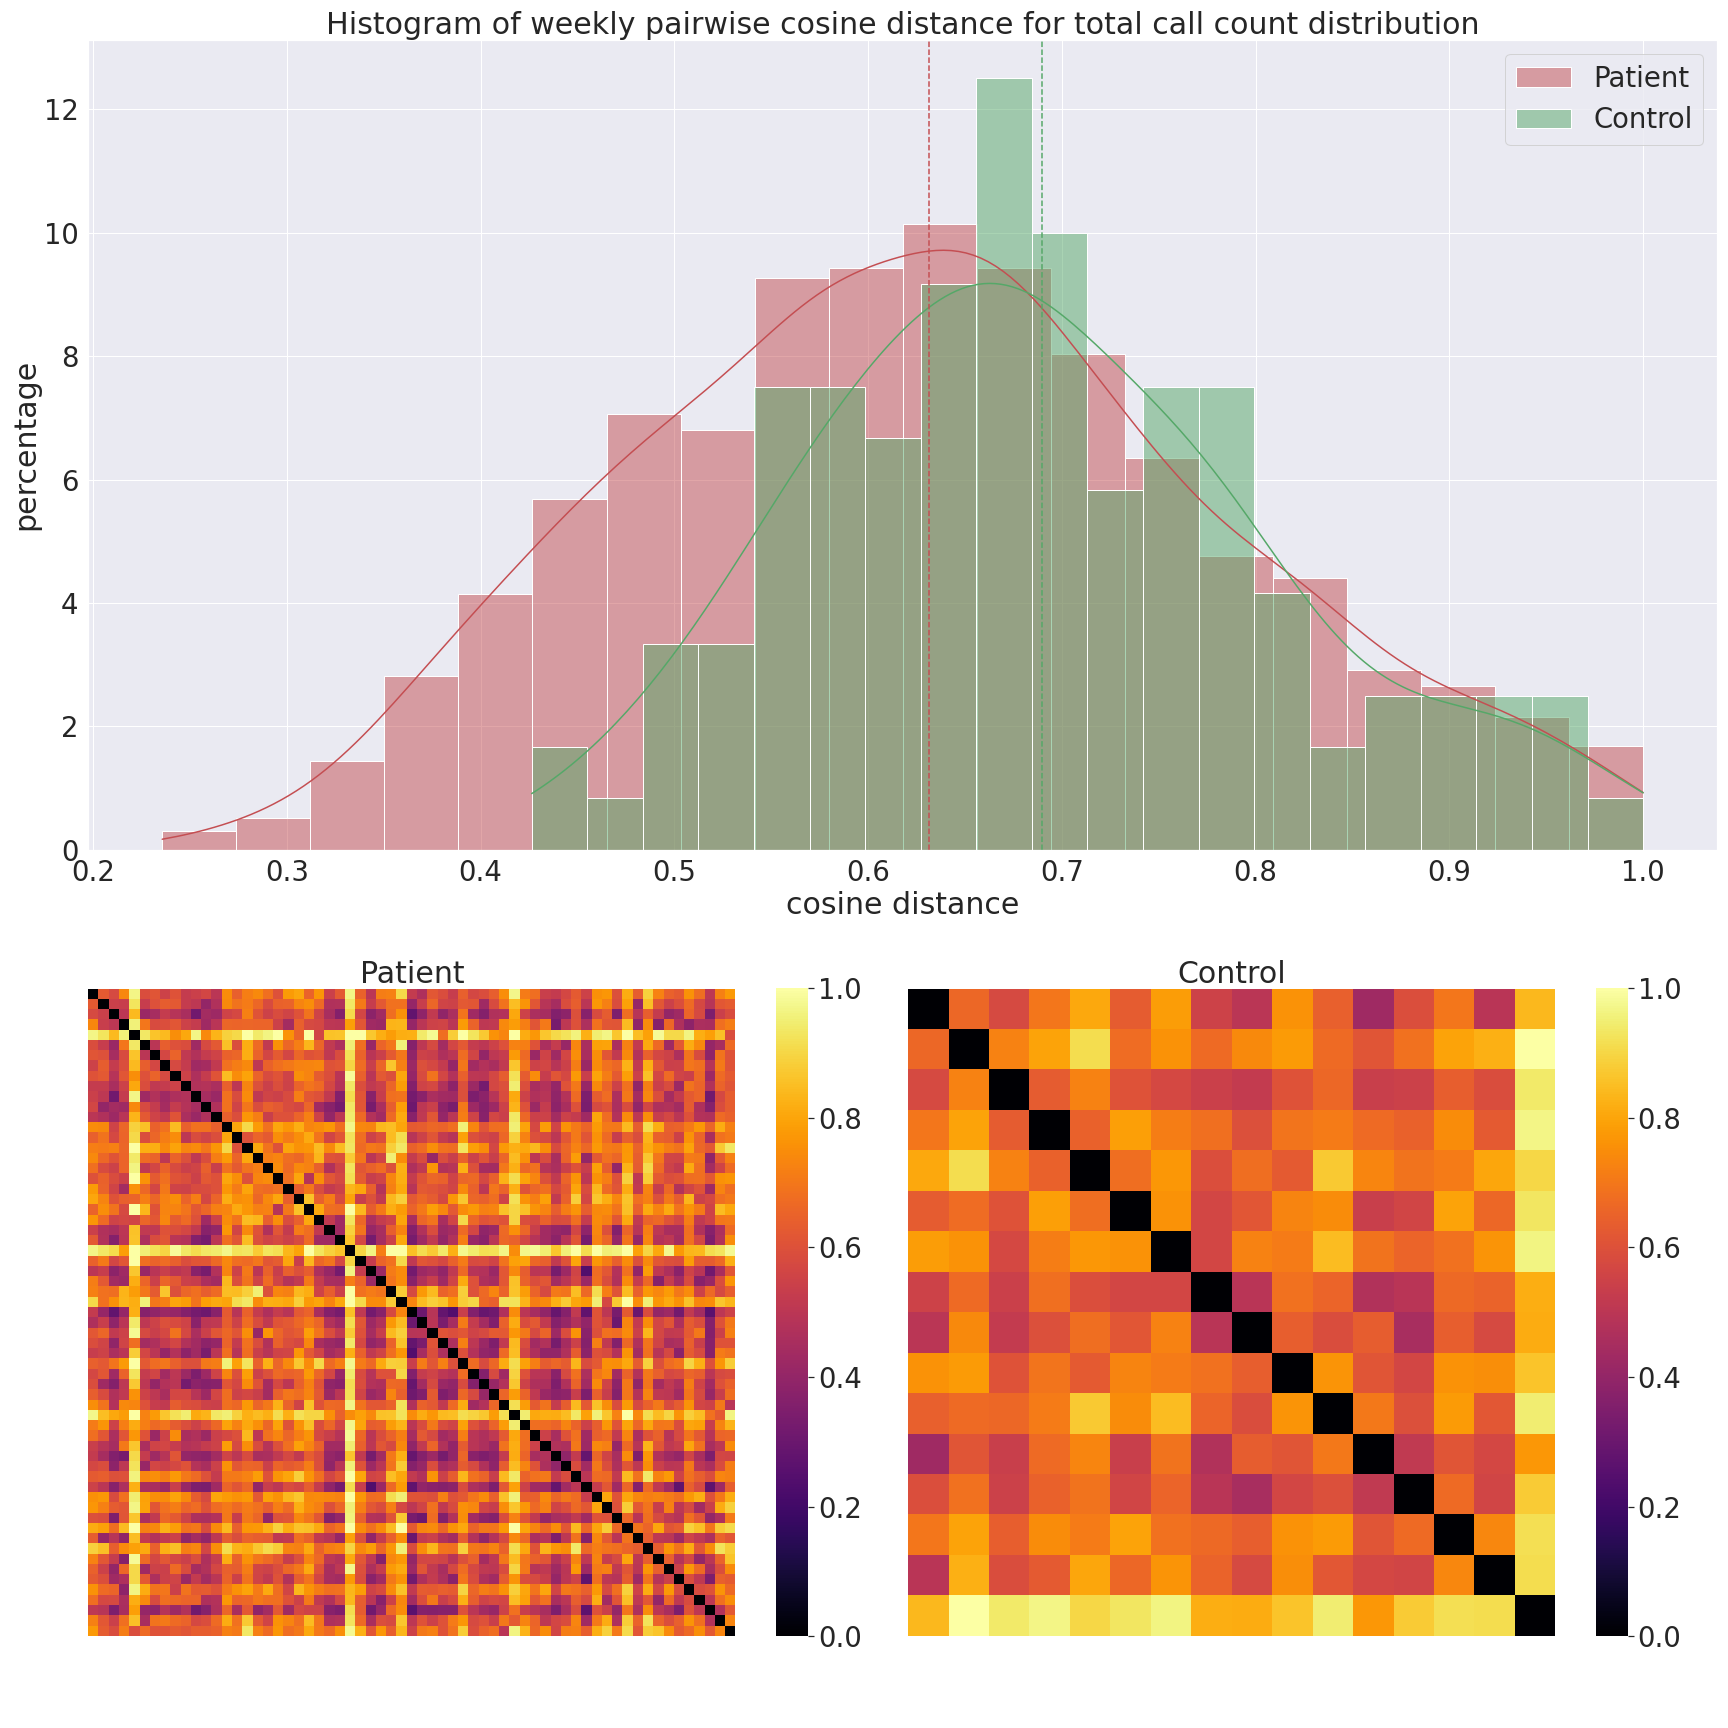 Histogram of weekly pairwise cosine distance for total call count distribution
Patient
Control
percentage
12
10
8
6
4
2
0
0.2 0.3 0.4 0.5 0.6 0.7 0.8 0.9 1.0
cosine distance
Patient
1.0
0.8
0.6
0.4
0.2
0.0
Control
1.0
0.8
0.6
0.4
0.2
0.0